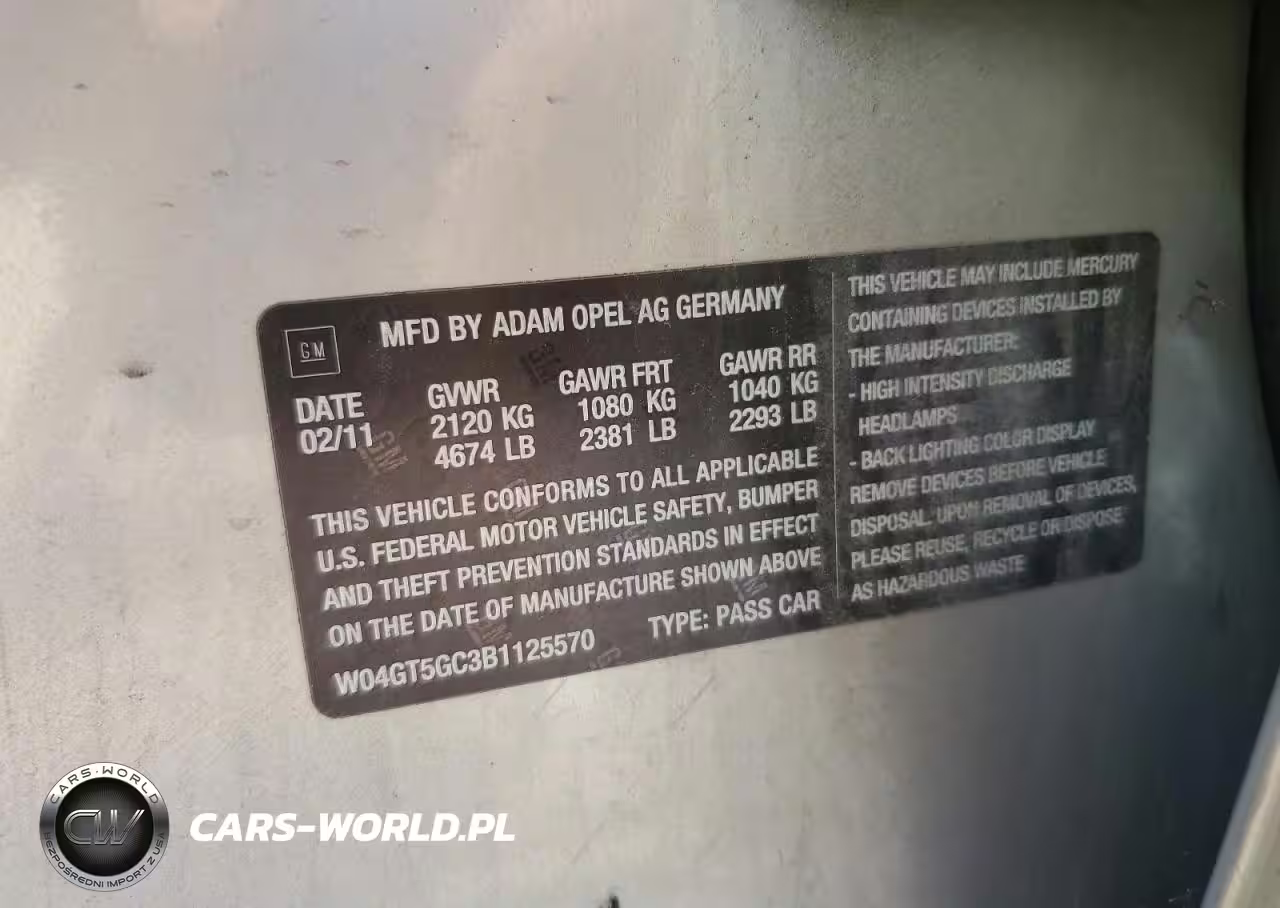 GM
MFD BY ADAM OPEL AG GERMANY
DATE
02/11
GVWR
2120 KG
4674 LB
GAWR FRT
1080 KG
2381 LB
GAWR RR
1040 KG
2293 LB
THIS VEHICLE CONFORMS TO ALL APPLICABLE
U.S. FEDERAL MOTOR VEHICLE SAFETY, BUMPER
AND THEFT PREVENTION STANDARDS IN EFFECT
ON THE DATE OF MANUFACTURE SHOWN ABOVE
W04GT5GC3B1125570 TYPE: PASS CAR
THIS VEHICLE MAY INCLUDE MERCURY
CONTAINING DEVICES INSTALLED BY
THE MANUFACTURER:
- HIGH INTENSITY DISCHARGE
HEADLAMPS
- BACK LIGHTING COLOR DISPLAY
REMOVE DEVICES BEFORE VEHICLE
DISPOSAL. UPON REMOVAL OF DEVICES,
PLEASE REUSE, RECYCLE OR DISPOSE
AS HAZARDOUS WASTE
CARS-WORLD
CW
BEZPOŚREDNI IMPORT Z USA
CARS-WORLD.PL